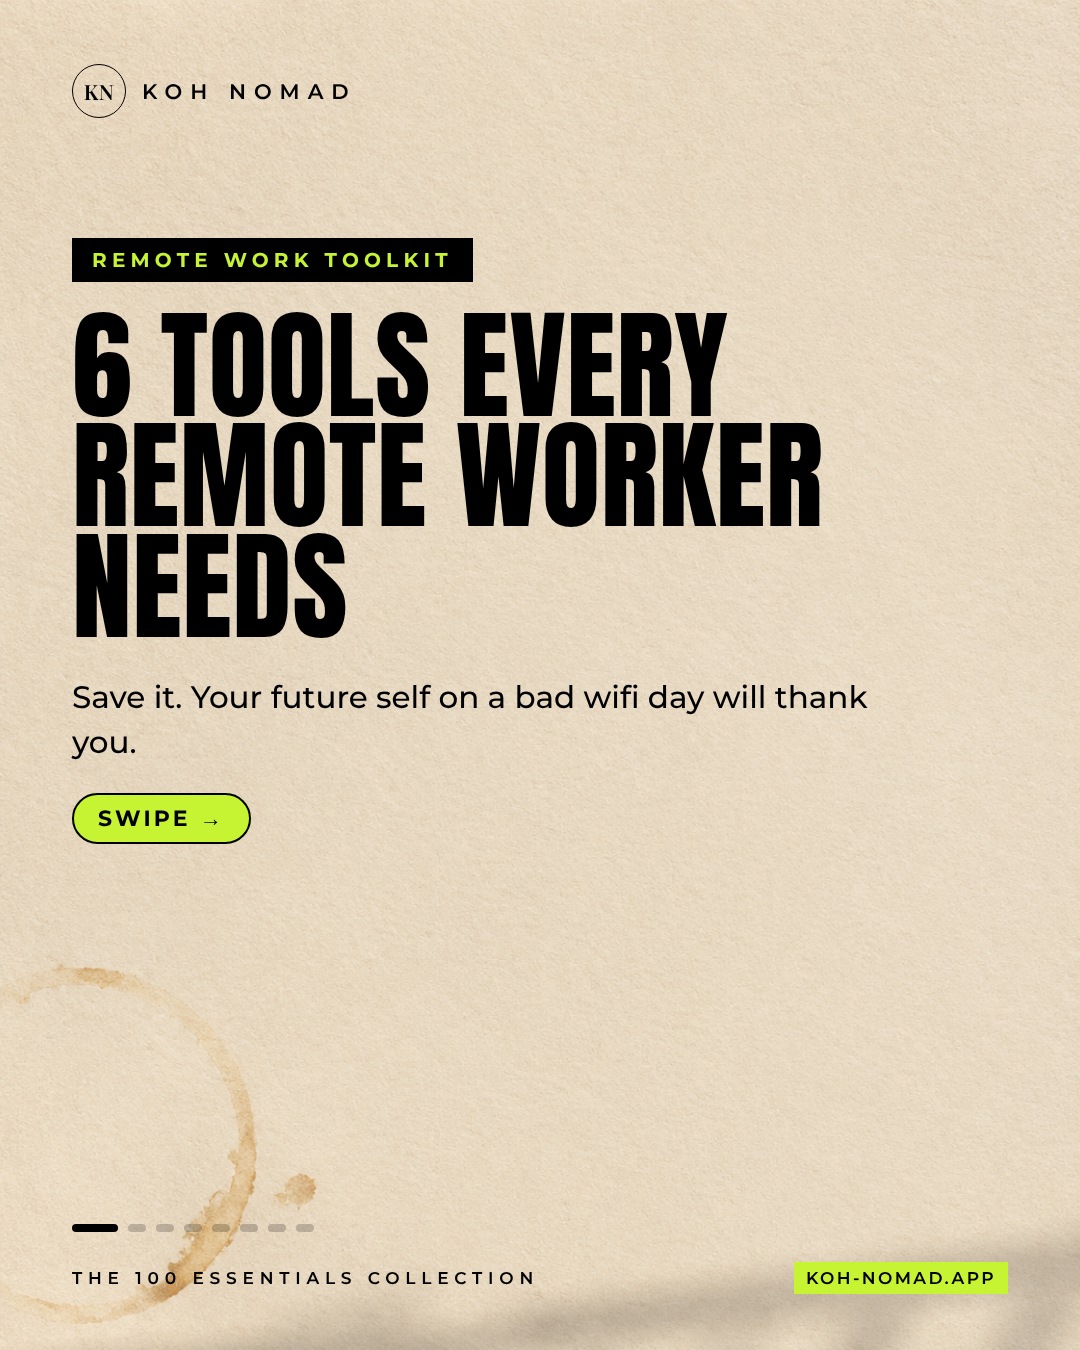 KN KOH NOMAD
REMOTE WORK TOOLKIT
6 TOOLS EVERY
REMOTE WORKER
NEEDS
Save it. Your future self on a bad wifi day will thank
you.
SWIPE →
THE 100 ESSENTIALS COLLECTION
KOH-NOMAD.APP